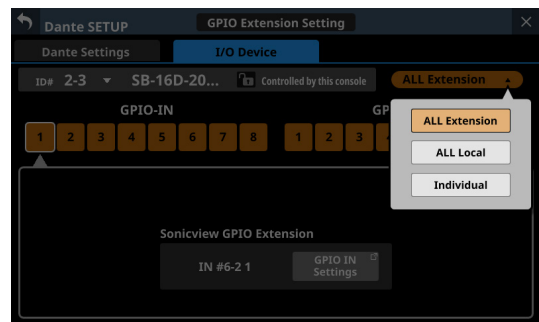 Dante SETUP
GPIO Extension Setting
Dante Settings
I/O Device
ID# 2-3 SB-16D-20... Controlled by this console
ALL Extension
GPIO-IN
GP
1 2 3 4 5 6 7 8
1 2 3
ALL Extension
ALL Local
Individual
Sonicview GPIO Extension
IN #6-2 1
GPIO IN
Settings